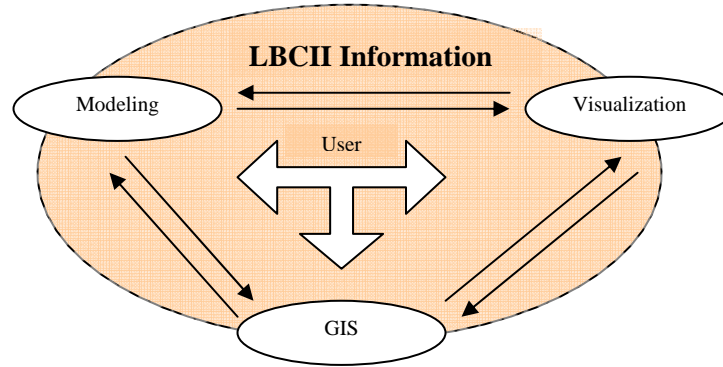 LBCII Information
Modeling
Visualization
User
GIS